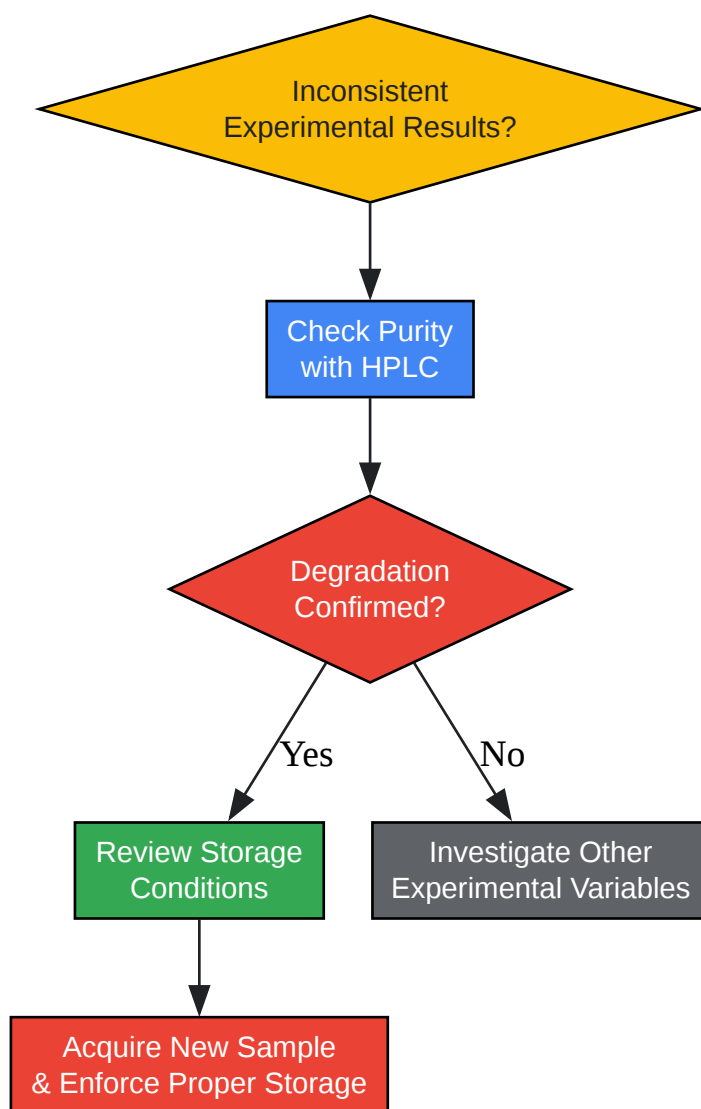 Inconsistent
Experimental Results?
Check Purity
with HPLC
Degradation
Confirmed?
Yes
No
Review Storage
Conditions
Investigate Other
Experimental Variables
Acquire New Sample
& Enforce Proper Storage